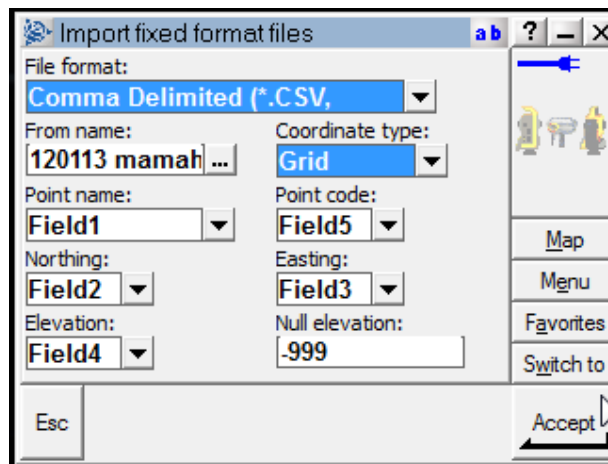 Import fixed format files ab ? – X
File format:
Comma Delimited (*.CSV,
From name: Coordinate type:
120113 mamah ... Grid
Point name: Point code:
Field1 Field5
Northing: Easting:
Field2 Field3
Elevation: Null elevation:
Field4 -999
Map
Menu
Favorites
Switch to
Esc Accept